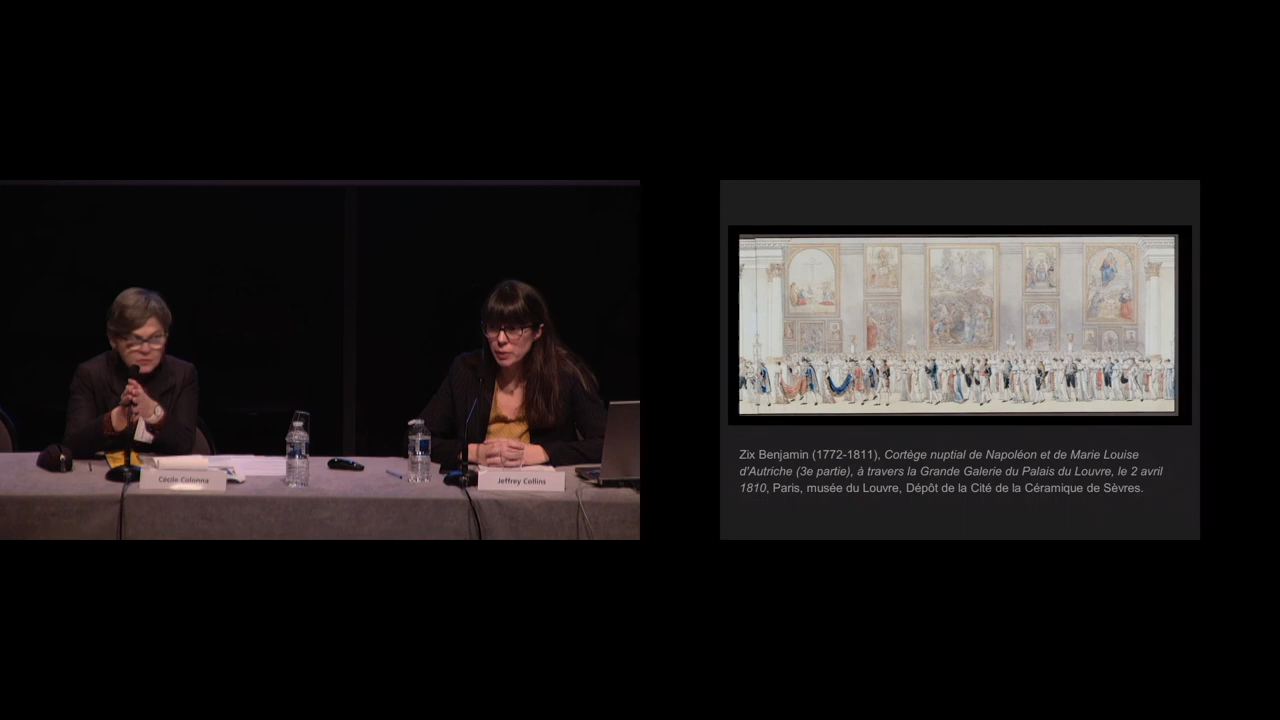 Cécile Colonna
Jeffrey Collins
Zix Benjamin (1772-1811), Cortège nuptial de Napoléon et de Marie Louise
d'Autriche (3e partie), à travers la Grande Galerie du Palais du Louvre, le 2 avril
1810, Paris, musée du Louvre, Dépôt de la Cité de la Céramique de Sèvres.